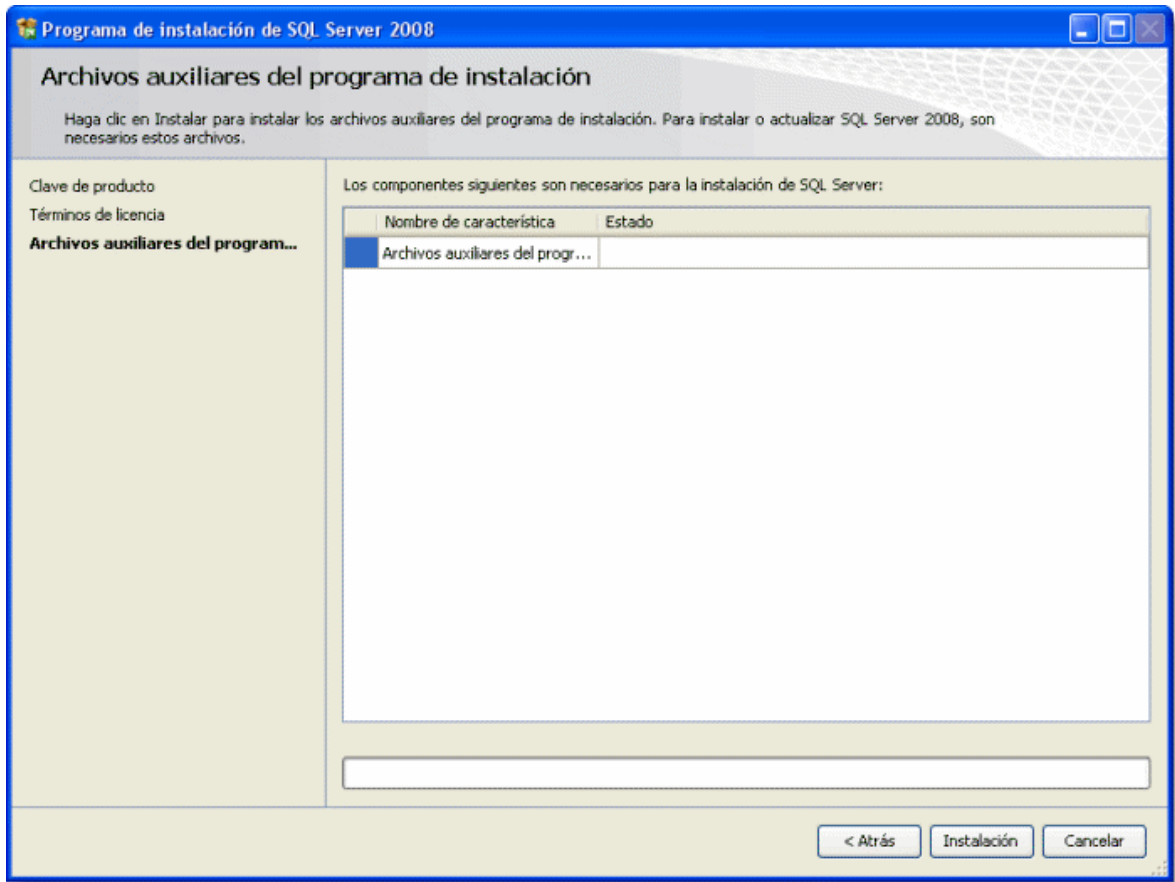 Programa de instalación de SQL Server 2008
Archivos auxiliares del programa de instalación
Haga clic en Instalar para instalar los archivos auxiliares del programa de instalación. Para instalar o actualizar SQL Server 2008, son
necesarios estos archivos.
Clave de producto
Términos de licencia
Archivos auxiliares del program...
Los componentes siguientes son necesarios para la instalación de SQL Server:
Nombre de característica Estado
Archivos auxiliares del progr...
< Atrás Instalación Cancelar